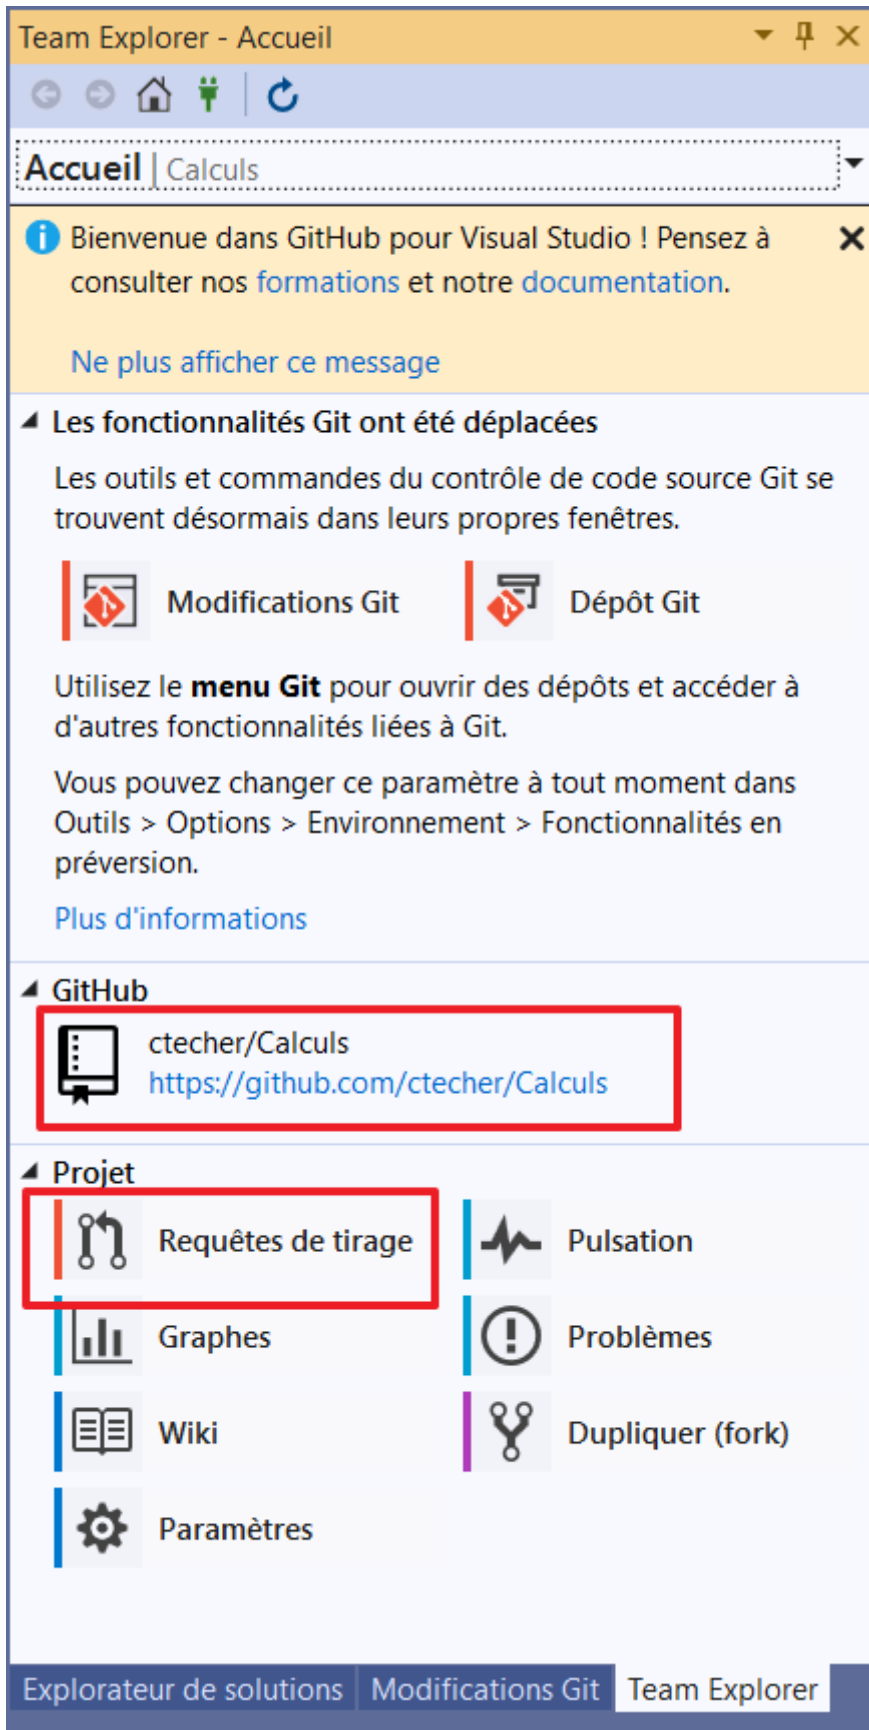 Team Explorer - Accueil
Accueil | Calculs
Bienvenue dans GitHub pour Visual Studio ! Pensez à
consulter nos formations et notre documentation.
Ne plus afficher ce message
Les fonctionnalités Git ont été déplacées
Les outils et commandes du contrôle de code source Git se
trouvent désormais dans leurs propres fenêtres.
Modifications Git
Dépôt Git
Utilisez le menu Git pour ouvrir des dépôts et accéder à
d'autres fonctionnalités liées à Git.
Vous pouvez changer ce paramètre à tout moment dans
Outils > Options > Environnement > Fonctionnalités en
préversion.
Plus d'informations
GitHub
ctecher/Calculs
https://github.com/ctecher/Calculs
Projet
Requêtes de tirage
Pulsation
Graphes
Problèmes
Wiki
Dupliquer (fork)
Paramètres
Explorateur de solutions
Modifications Git
Team Explorer